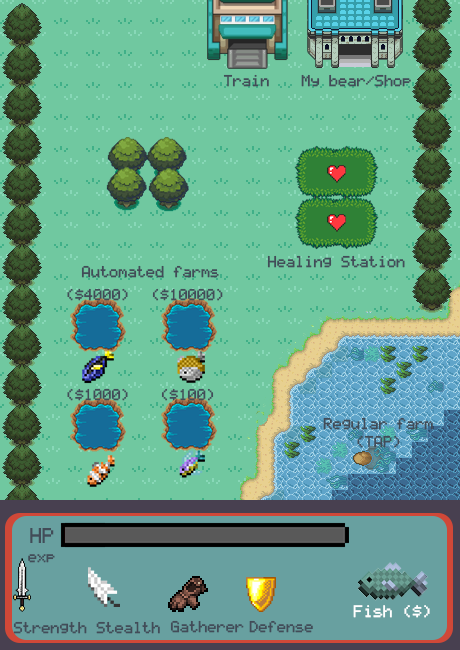 Train My bear/Shop
Healing Station
Automated farms
($4000) ($10000)
($1000) ($100)
Regular farm
(TAP)
HP
exp
Fish ($)
Strength Stealth Gatherer Defense